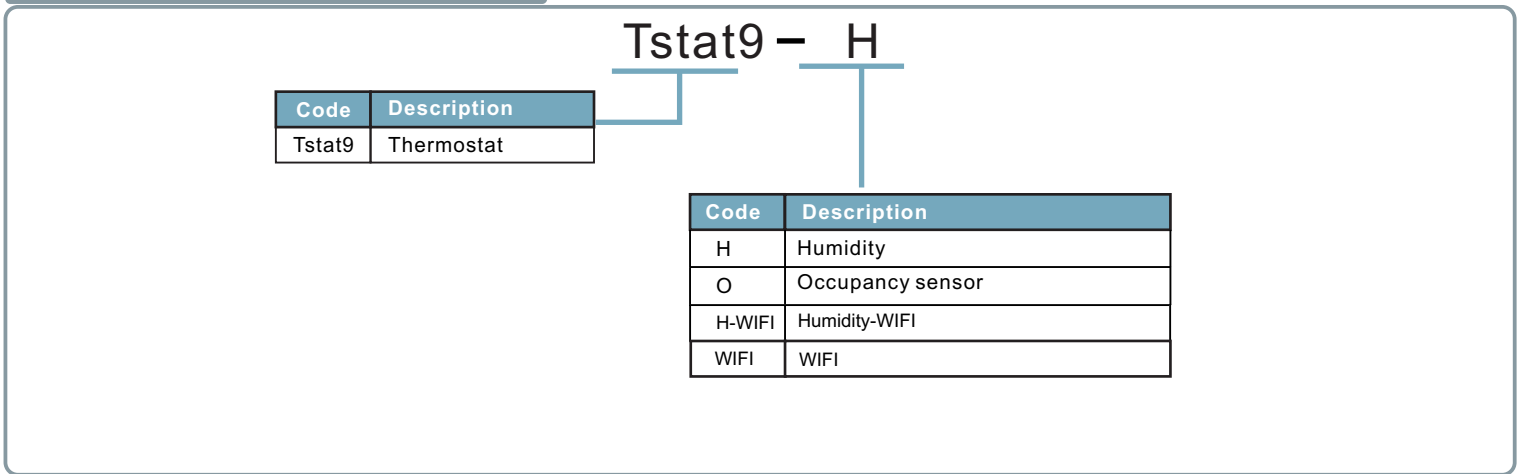 Tstat9 – H
Code Description
Tstat9 Thermostat
Code Description
H Humidity
O Occupancy sensor
H-WIFI Humidity-WIFI
WIFI WIFI